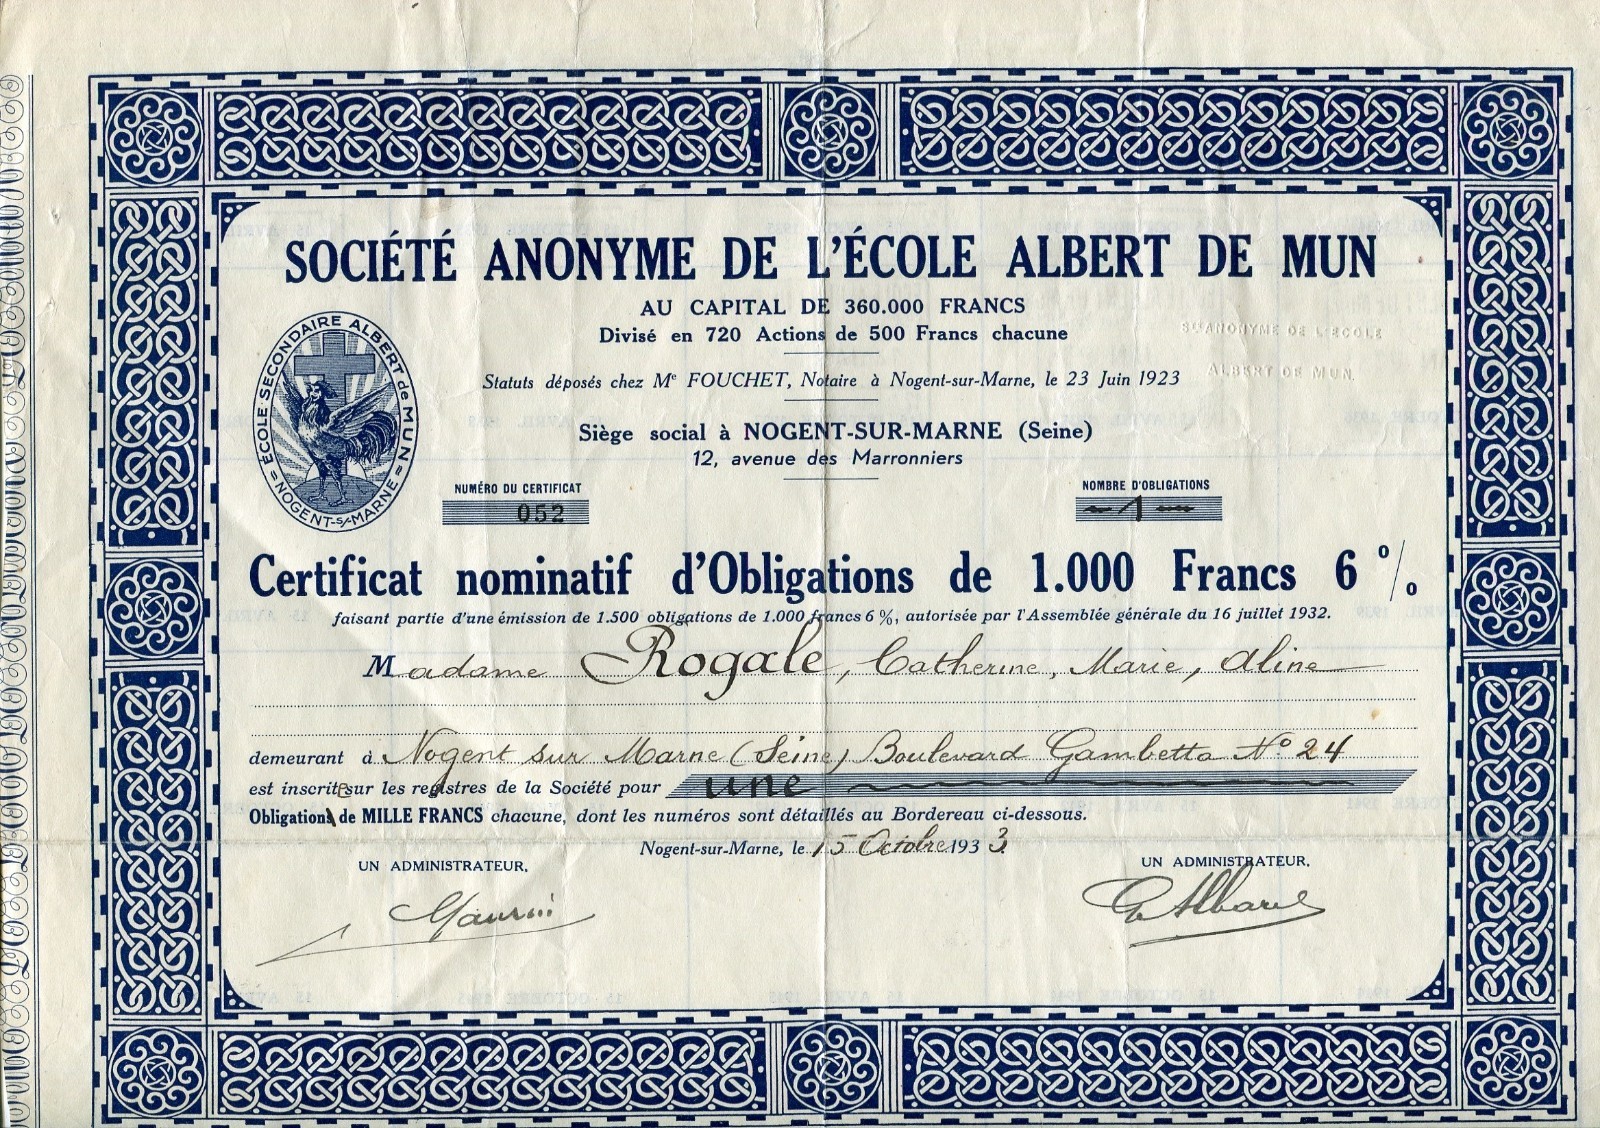 SOCIÉTÉ ANONYME DE L'ÉCOLE ALBERT DE MUN
AU CAPITAL DE 360.000 FRANCS
Divisé en 720 Actions de 500 Francs chacune
Sté ANONYME DE L'ECOLE
ALBERT DE MUN.
ÉCOLE SECONDAIRE ALBERT de MUN
= NOGENT-s/-MARNE =
Statuts déposés chez Me FOUCHET, Notaire à Nogent-sur-Marne, le 23 Juin 1923
Siège social à NOGENT-SUR-MARNE (Seine)
12, avenue des Marronniers
NUMÉRO DU CERTIFICAT
052
NOMBRE D'OBLIGATIONS
1
Certificat nominatif d'Obligations de 1.000 Francs 6 %
faisant partie d'une émission de 1.500 obligations de 1.000 francs 6 %, autorisée par l'Assemblée générale du 16 juillet 1932.
Madame Rogale, Catherine, Marie, Aline
demeurant à Nogent sur Marne (Seine) Boulevard Gambetta No 24
est inscrite sur les registres de la Société pour une
Obligation de MILLE FRANCS chacune, dont les numéros sont détaillés au Bordereau ci-dessous.
Nogent-sur-Marne, le 15 Octobre 1933.
UN ADMINISTRATEUR,
UN ADMINISTRATEUR,